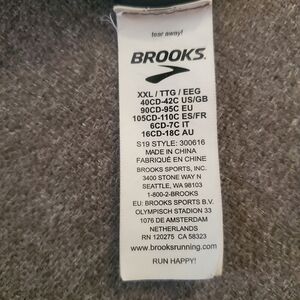 tear away!
BROOKS
XXL / TTG / EEG
40CD-42C US/GB
90CD-95C EU
105CD-110C ES/FR
6CD-7C IT
16CD-18C AU
S19 STYLE: 300616
MADE IN CHINA
FABRIQUÉ EN CHINE
BROOKS SPORTS, INC.
3400 STONE WAY N
SEATTLE, WA 98103
1-800-2-BROOKS
EU: BROOKS SPORTS B.V.
OLYMPISCH STADION 33
1076 DE AMSTERDAM
NETHERLANDS
RN 120275 CA 58323
www.brooksrunning.com
RUN HAPPY!